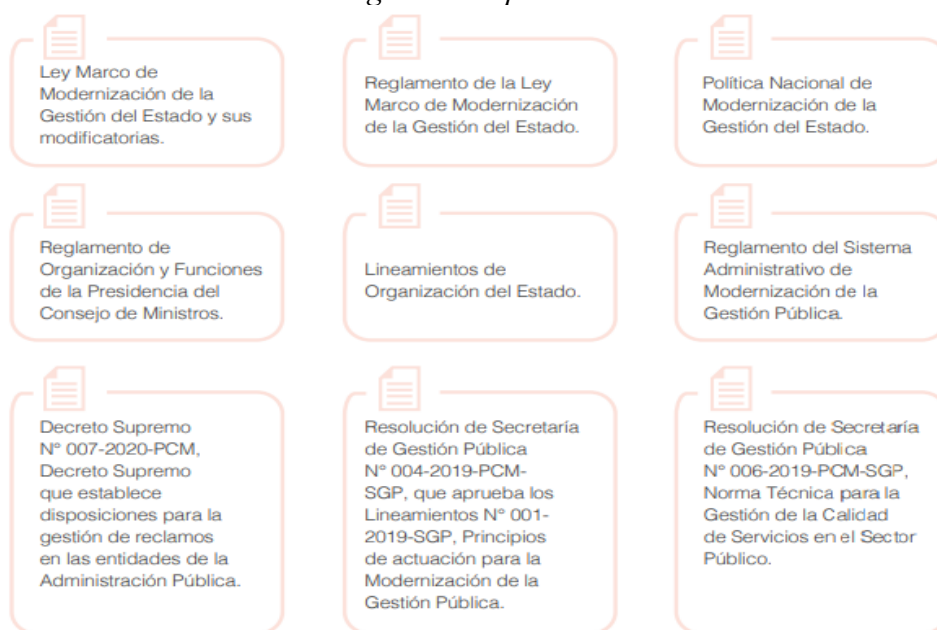 Ley Marco de
Modernización de la
Gestión del Estado y sus
modificatorias.
Reglamento de la Ley
Marco de Modernización
de la Gestión del Estado.
Política Nacional de
Modernización de la
Gestión del Estado.
Reglamento de
Organización y Funciones
de la Presidencia del
Consejo de Ministros.
Lineamientos de
Organización del Estado.
Reglamento del Sistema
Administrativo de
Modernización de la
Gestión Pública.
Decreto Supremo
N° 007-2020-PCM,
Decreto Supremo
que establece
disposiciones para la
gestión de reclamos
en las entidades de la
Administración Pública.
Resolución de Secretaría
de Gestión Pública
N° 004-2019-PCM-
SGP, que aprueba los
Lineamientos N° 001-
2019-SGP, Principios
de actuación para la
Modernización de la
Gestión Pública.
Resolución de Secretaría
de Gestión Pública
N° 006-2019-PCM-SGP,
Norma Técnica para la
Gestión de la Calidad
de Servicios en el Sector
Público.